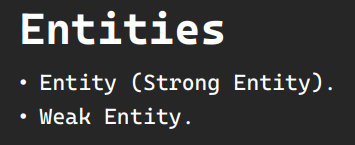 Entities
• Entity (Strong Entity).
• Weak Entity.